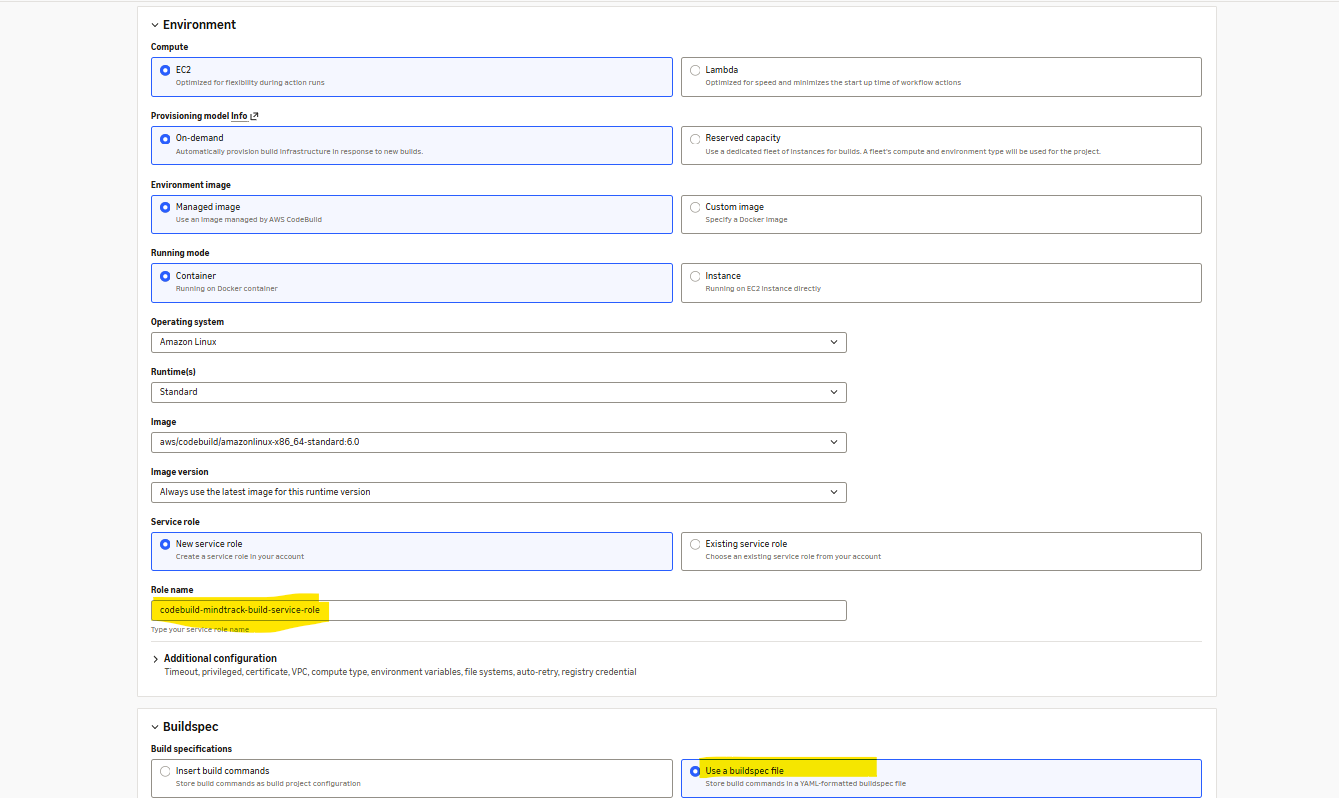 Environment
Compute
EC2
Optimized for flexibility during action runs
Lambda
Optimized for speed and minimizes the start up time of workflow actions
Provisioning model Info
On-demand
Automatically provision build infrastructure in response to new builds.
Reserved capacity
Use a dedicated fleet of instances for builds. A fleet's compute and environment type will be used for the project.
Environment image
Managed image
Use an image managed by AWS CodeBuild
Custom image
Specify a Docker image
Running mode
Container
Running on Docker container
Instance
Running on EC2 instance directly
Operating system
Amazon Linux
Runtime(s)
Standard
Image
aws/codebuild/amazonlinux-x86_64-standard:6.0
Image version
Always use the latest image for this runtime version
Service role
New service role
Create a service role in your account
Existing service role
Choose an existing service role from your account
Role name
codebuild-mindtrack-build-service-role
Type your service role name
Additional configuration
Timeout, privileged, certificate, VPC, compute type, environment variables, file systems, auto-retry, registry credential
Buildspec
Build specifications
Insert build commands
Store build commands as build project configuration
Use a buildspec file
Store build commands in a YAML-formatted buildspec file